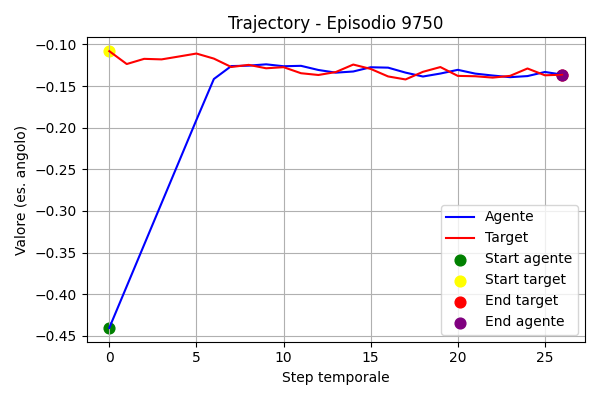 Trajectory - Episodio 9750
Valore (es. angolo)
−0.10
−0.15
−0.20
−0.25
−0.30
−0.35
−0.40
−0.45
0 5 10 15 20 25
Step temporale
Agente
Target
Start agente
Start target
End target
End agente